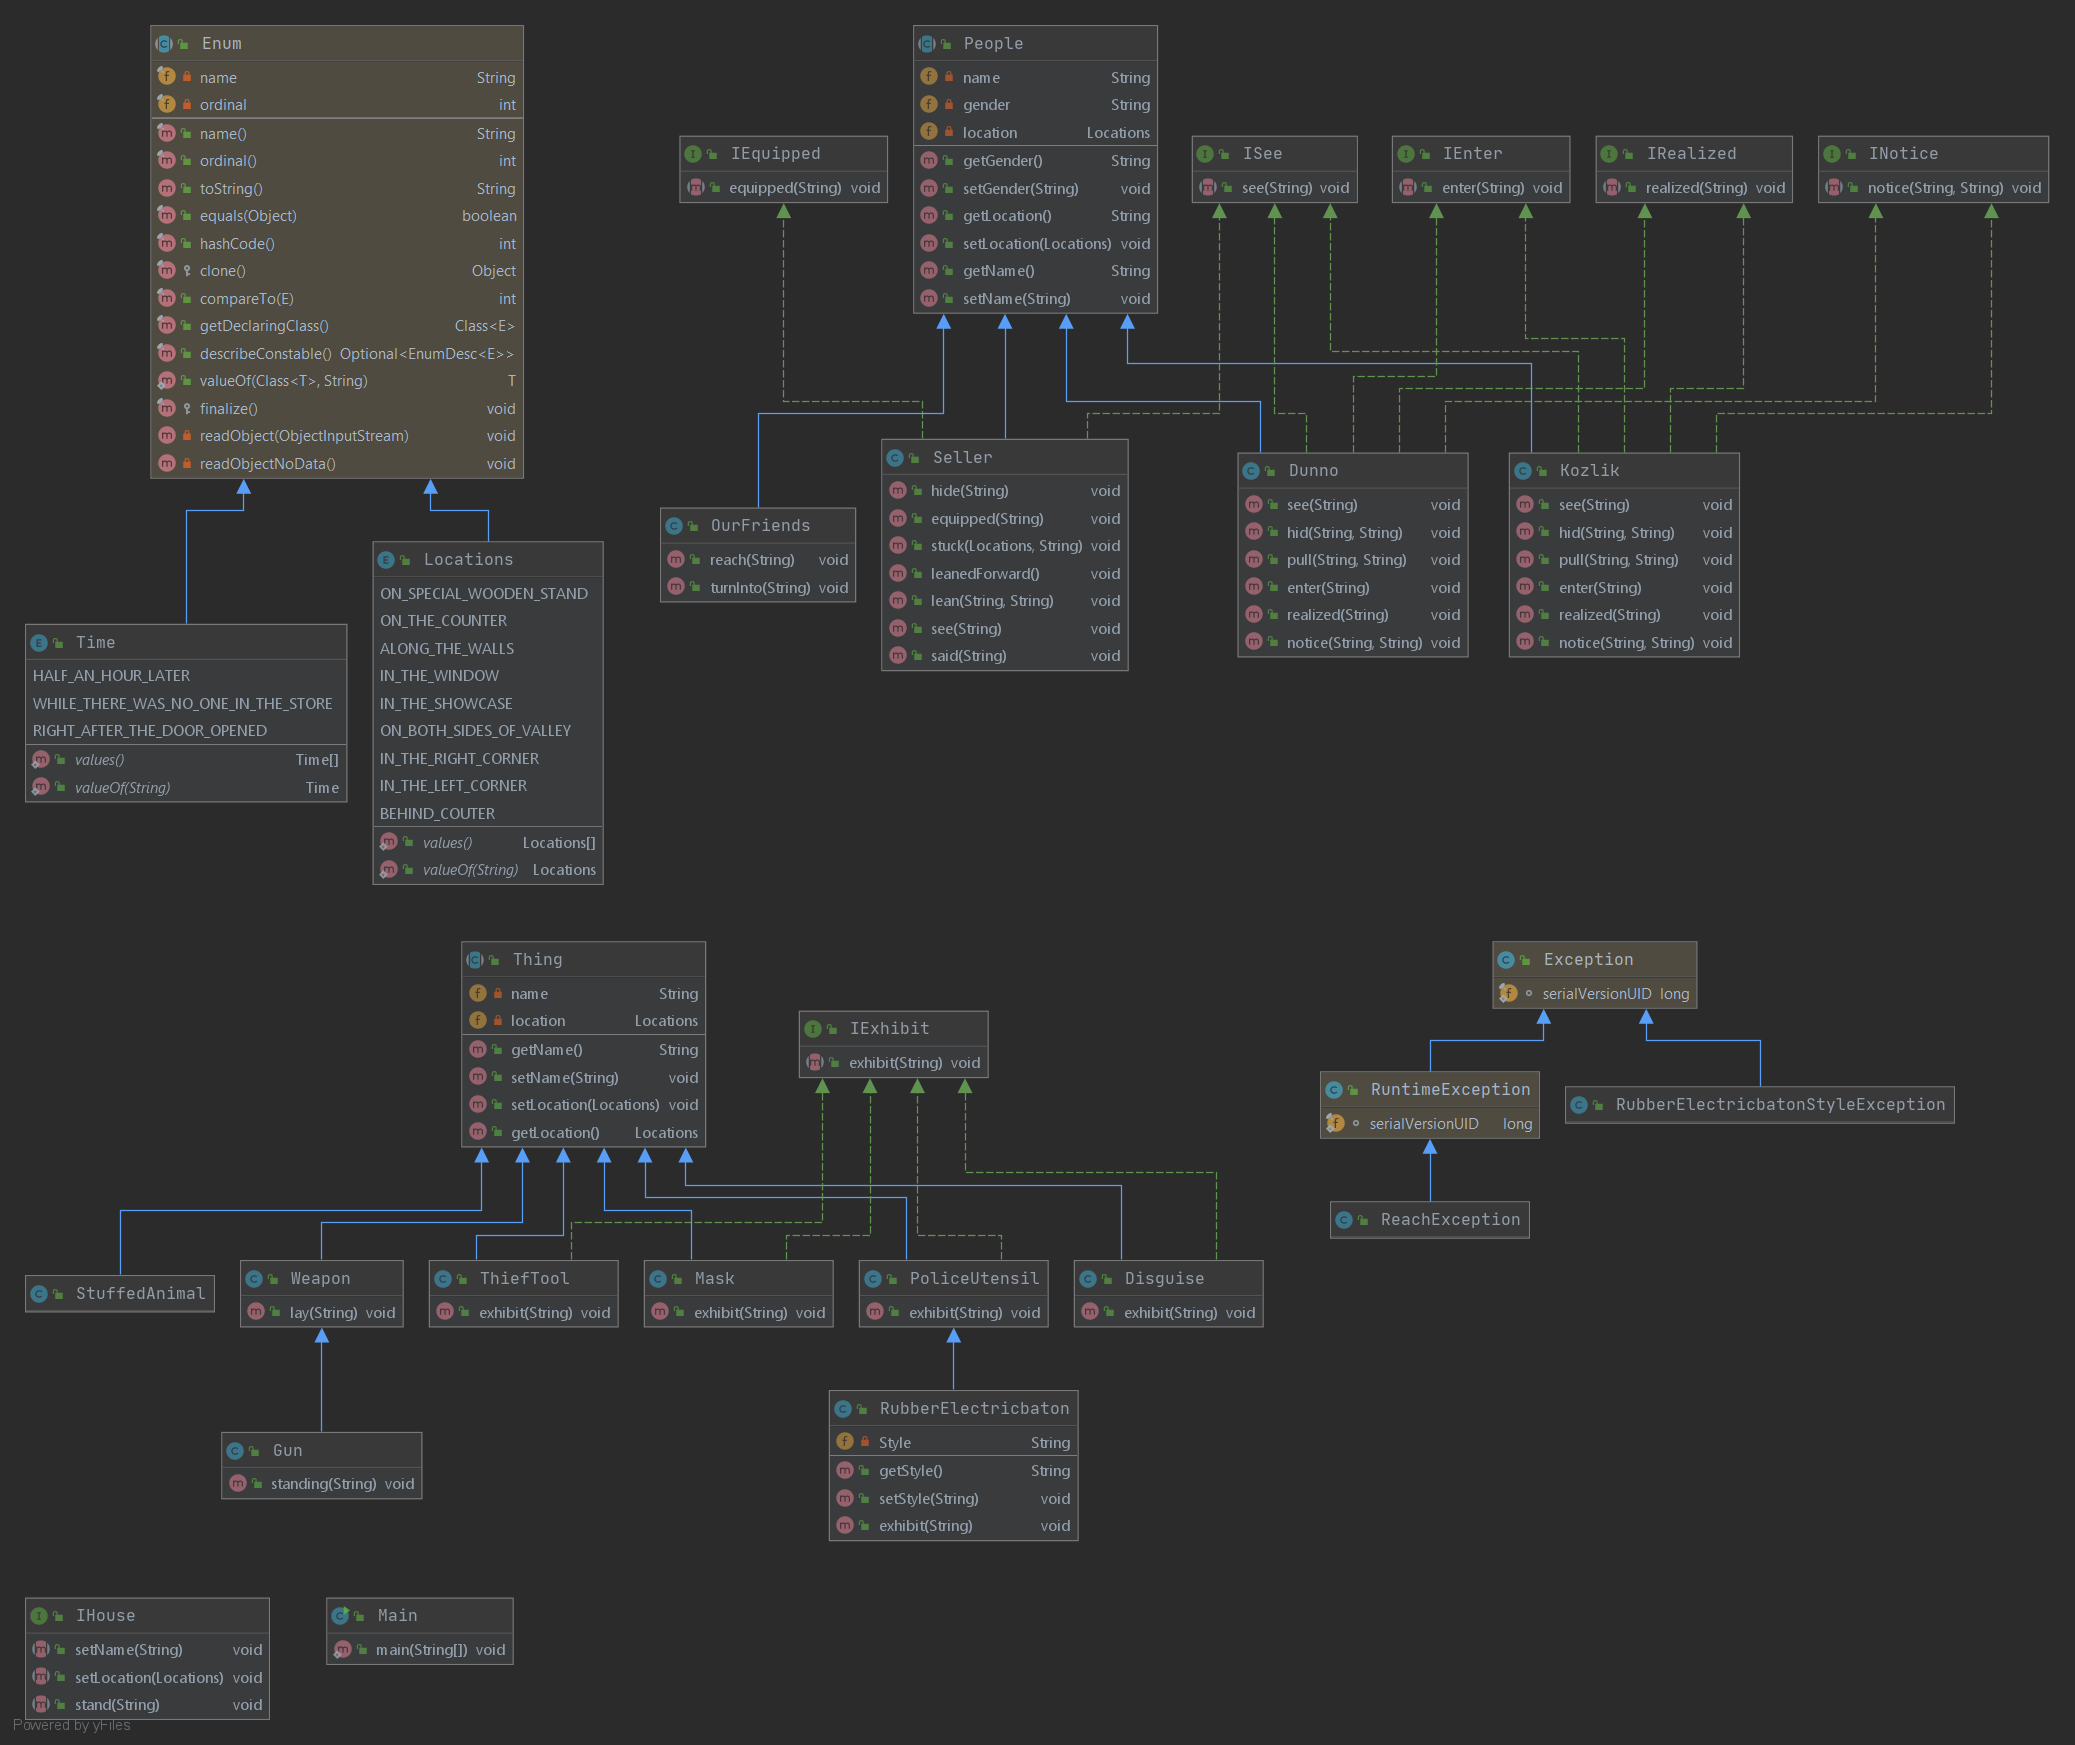 Enum
name String
ordinal int
name() String
ordinal() int
toString() String
equals(Object) boolean
hashCode() int
clone() Object
compareTo(E) int
getDeclaringClass() Class<E>
describeConstable() Optional<EnumDesc<E>>
valueOf(Class<T>, String) T
finalize() void
readObject(ObjectInputStream) void
readObjectNoData() void
People
name String
gender String
location Locations
getGender() String
setGender(String) void
getLocation() String
setLocation(Locations) void
getName() String
setName(String) void
IEquipped
equipped(String) void
ISee
see(String) void
IEnter
enter(String) void
IRealized
realized(String) void
INotice
notice(String, String) void
Time
HALF_AN_HOUR_LATER
WHILE_THERE_WAS_NO_ONE_IN_THE_STORE
RIGHT_AFTER_THE_DOOR_OPENED
values() Time[]
valueOf(String) Time
Locations
ON_SPECIAL_WOODEN_STAND
ON_THE_COUNTER
ALONG_THE_WALLS
IN_THE_WINDOW
IN_THE_SHOWCASE
ON_BOTH_SIDES_OF_VALLEY
IN_THE_RIGHT_CORNER
IN_THE_LEFT_CORNER
BEHIND_COUTER
values() Locations[]
valueOf(String) Locations
OurFriends
reach(String) void
turnInto(String) void
Seller
hide(String) void
equipped(String) void
stuck(Locations, String) void
leanedForward() void
lean(String, String) void
see(String) void
said(String) void
Dunno
see(String) void
hid(String, String) void
pull(String, String) void
enter(String) void
realized(String) void
notice(String, String) void
Kozlik
see(String) void
hid(String, String) void
pull(String, String) void
enter(String) void
realized(String) void
notice(String, String) void
Thing
name String
location Locations
getName() String
setName(String) void
setLocation(Locations) void
getLocation() Locations
IExhibit
exhibit(String) void
Exception
serialVersionUID long
RuntimeException
serialVersionUID long
RubberElectricbatonStyleException
ReachException
StuffedAnimal
Weapon
lay(String) void
ThiefTool
exhibit(String) void
Mask
exhibit(String) void
PoliceUtensil
exhibit(String) void
Disguise
exhibit(String) void
Gun
standing(String) void
RubberElectricbaton
Style String
getStyle() String
setStyle(String) void
exhibit(String) void
IHouse
setName(String) void
setLocation(Locations) void
stand(String) void
Main
main(String[]) void
Powered by yFiles